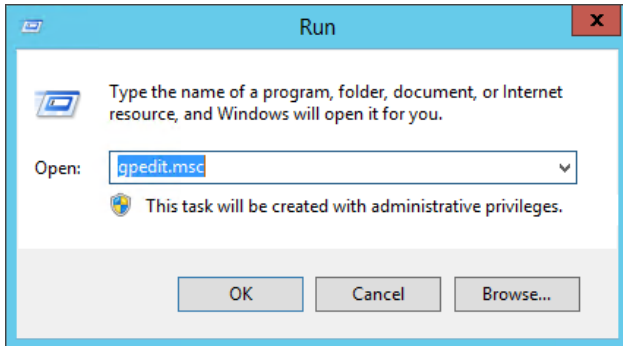 Run
x
Type the name of a program, folder, document, or Internet
resource, and Windows will open it for you.
Open:
gpedit.msc
This task will be created with administrative privileges.
OK
Cancel
Browse...